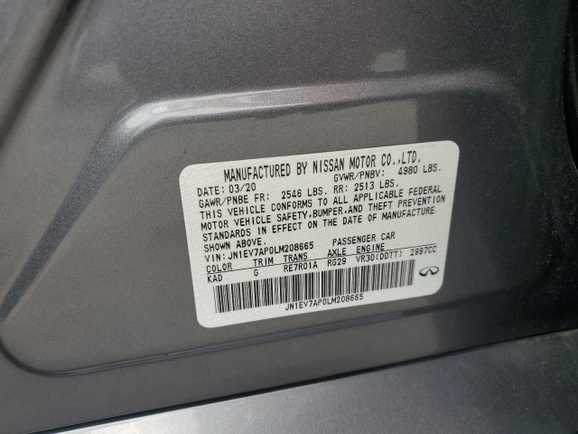 MANUFACTURED BY NISSAN MOTOR CO.,LTD.
DATE: 03/20 GVWR/PNBV: 4980 LBS.
GAWR/PNBE FR: 2546 LBS. RR: 2513 LBS.
THIS VEHICLE CONFORMS TO ALL APPLICABLE FEDERAL
MOTOR VEHICLE SAFETY,BUMPER,AND THEFT PREVENTION
STANDARDS IN EFFECT ON THE DATE OF MANUFACTURE
SHOWN ABOVE.
VIN: JN1EV7AP0LM208665 PASSENGER CAR
COLOR TRIM TRANS AXLE ENGINE
KAD G RE7R01A RG29 VR30(DDTT) 2997CC
JN1EV7AP0LM208665